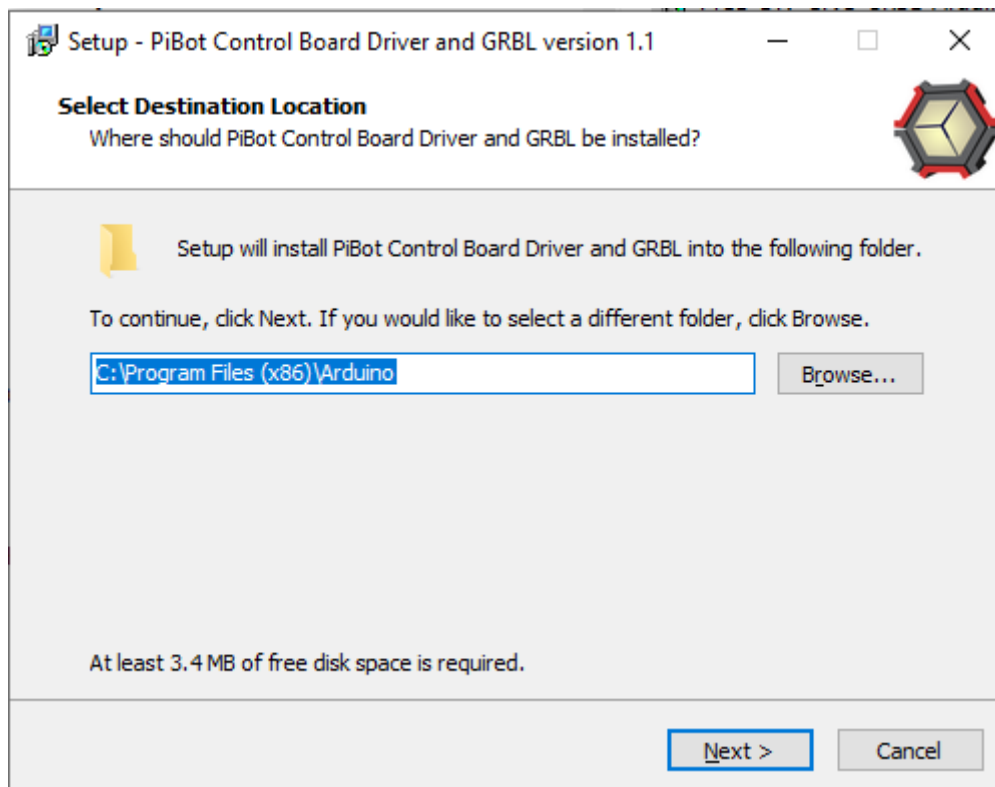 Setup - PiBot Control Board Driver and GRBL version 1.1
Select Destination Location
Where should PiBot Control Board Driver and GRBL be installed?
Setup will install PiBot Control Board Driver and GRBL into the following folder.
To continue, click Next. If you would like to select a different folder, click Browse.
C:\Program Files (x86)\Arduino
Browse...
At least 3.4 MB of free disk space is required.
Next >
Cancel